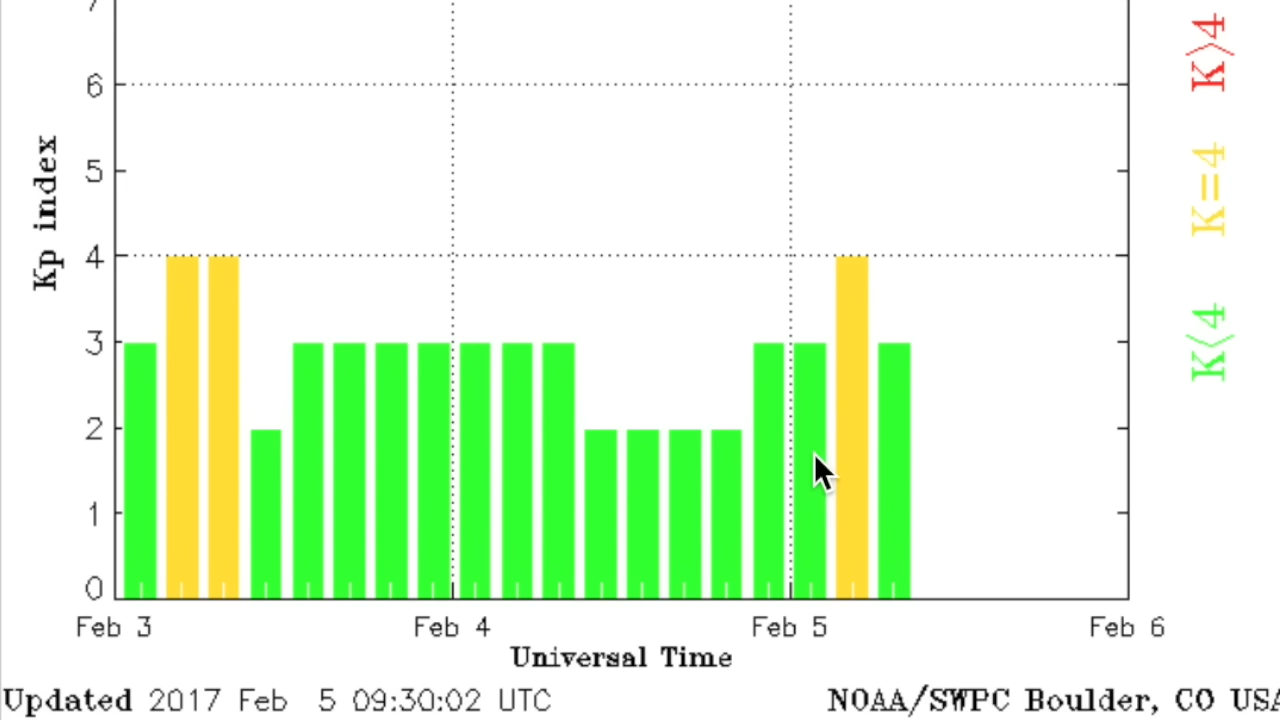 7
6
5
4
3
2
1
0
Kp index
Feb 3
Feb 4
Feb 5
Feb 6
Universal Time
Updated 2017 Feb 5 09:30:02 UTC
NOAA/SWPC Boulder, CO USA
K>4
K=4
K<4